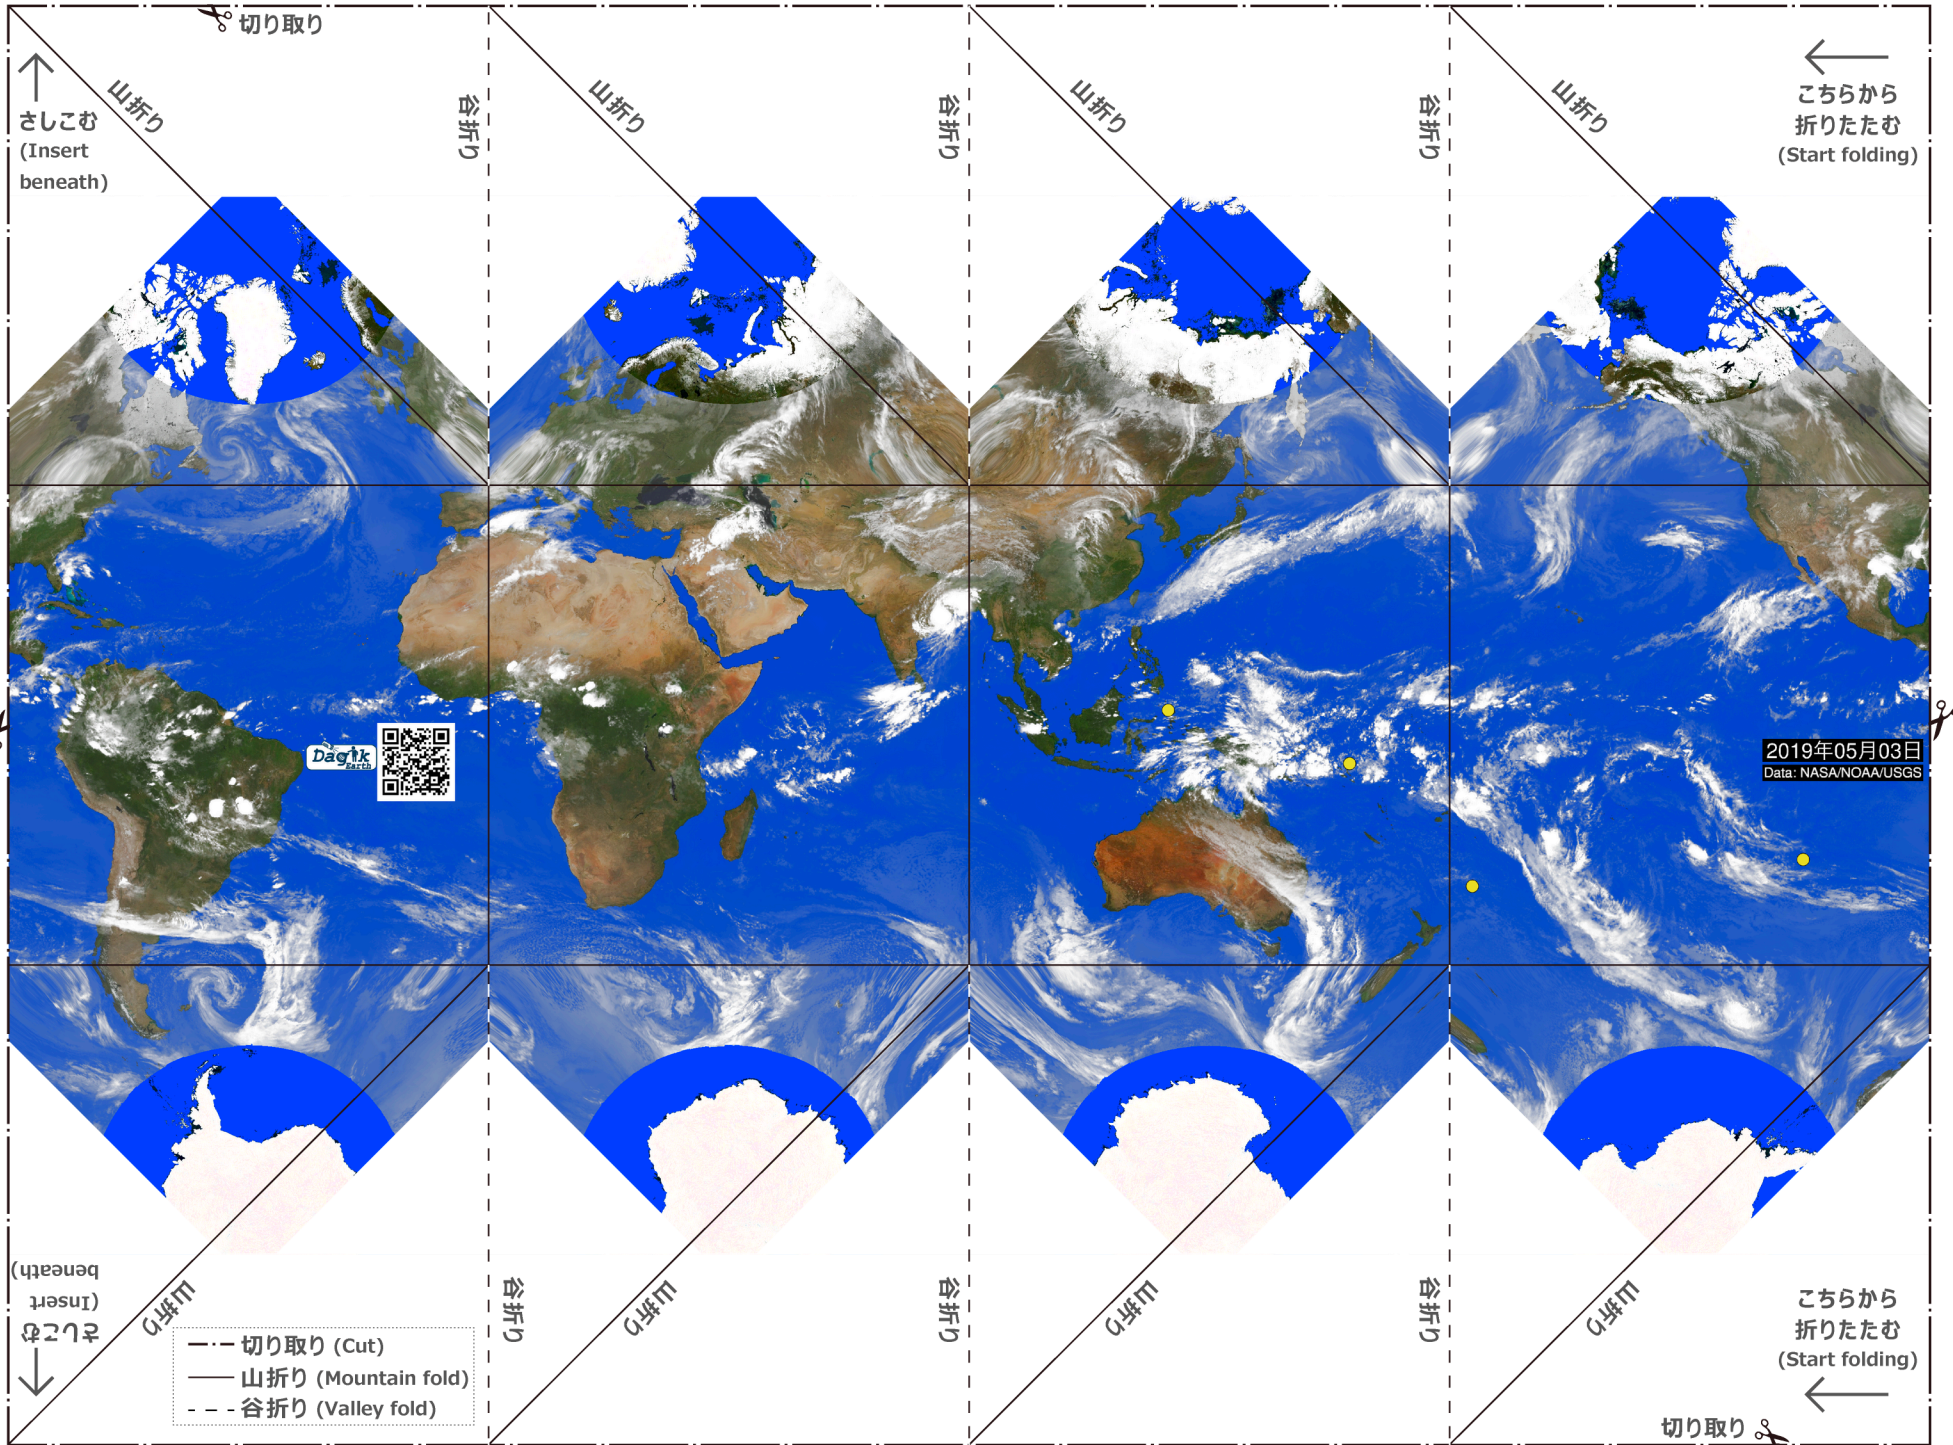 切り取り
さしこむ
(Insert
beneath)
山折り
谷折り
山折り
谷折り
山折り
谷折り
山折り
こちらから
折りたたむ
(Start folding)
Dagik
Earth
2019年05月03日
Data: NASA/NOAA/USGS
さしこむ
(Insert
beneath)
山折り
谷折り
山折り
谷折り
山折り
谷折り
山折り
こちらから
折りたたむ
(Start folding)
切り取り (Cut)
山折り (Mountain fold)
谷折り (Valley fold)
切り取り